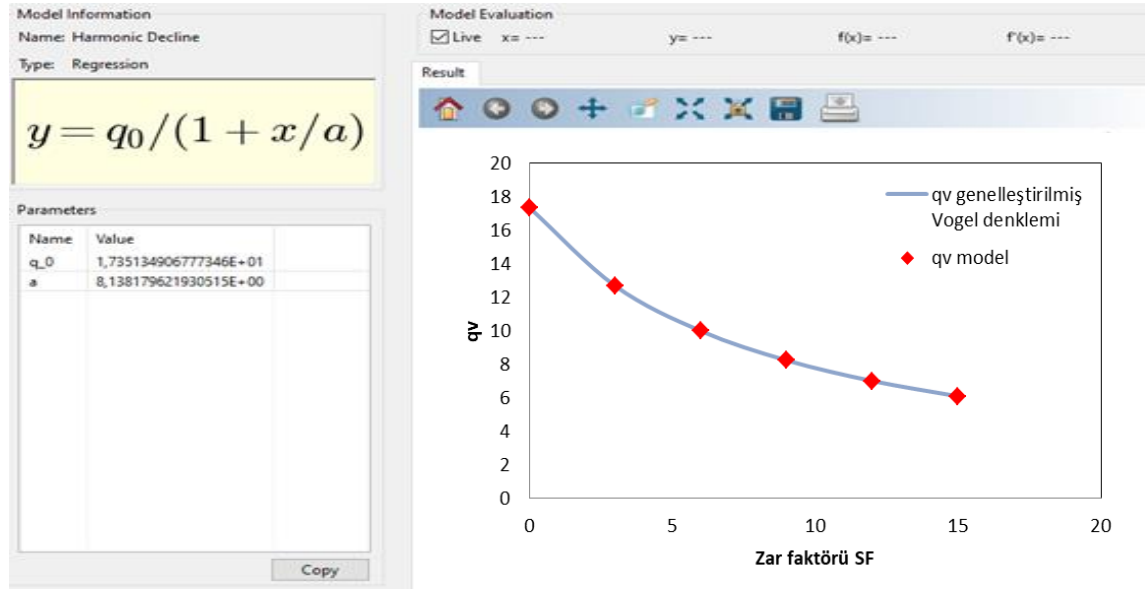 Model Information
Name: Harmonic Decline
Type: Regression
y = q₀/(1 + x/a)
Parameters
Name Value
q_0 1,735134906777346E+01
a 8,138179621930515E+00
Copy
Model Evaluation
Live x= --- y= --- f(x)= --- f'(x)= ---
Result
20
18
16
14
12
10
8
6
4
2
0
qv
qv genelleştirilmiş
Vogel denklemi
qv model
0 5 10 15 20
Zar faktörü SF